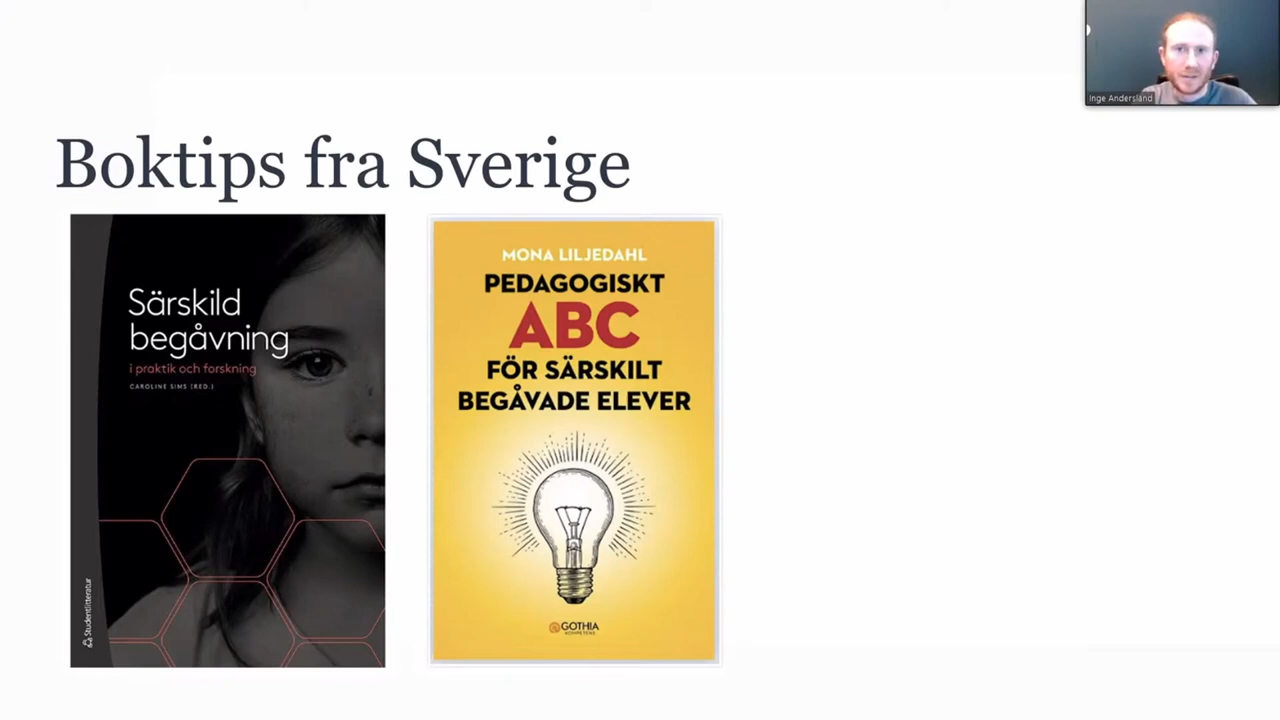 Inge Andersland
Boktips fra Sverige
Särskild
begåvning
i praktik och forskning
CAROLINE SIMS (RED.)
Studentlitteratur
MONA LILJEDAHL
PEDAGOGISKT
ABC
FÖR SÄRSKILT
BEGÅVADE ELEVER
GOTHIA
KOMPETENS